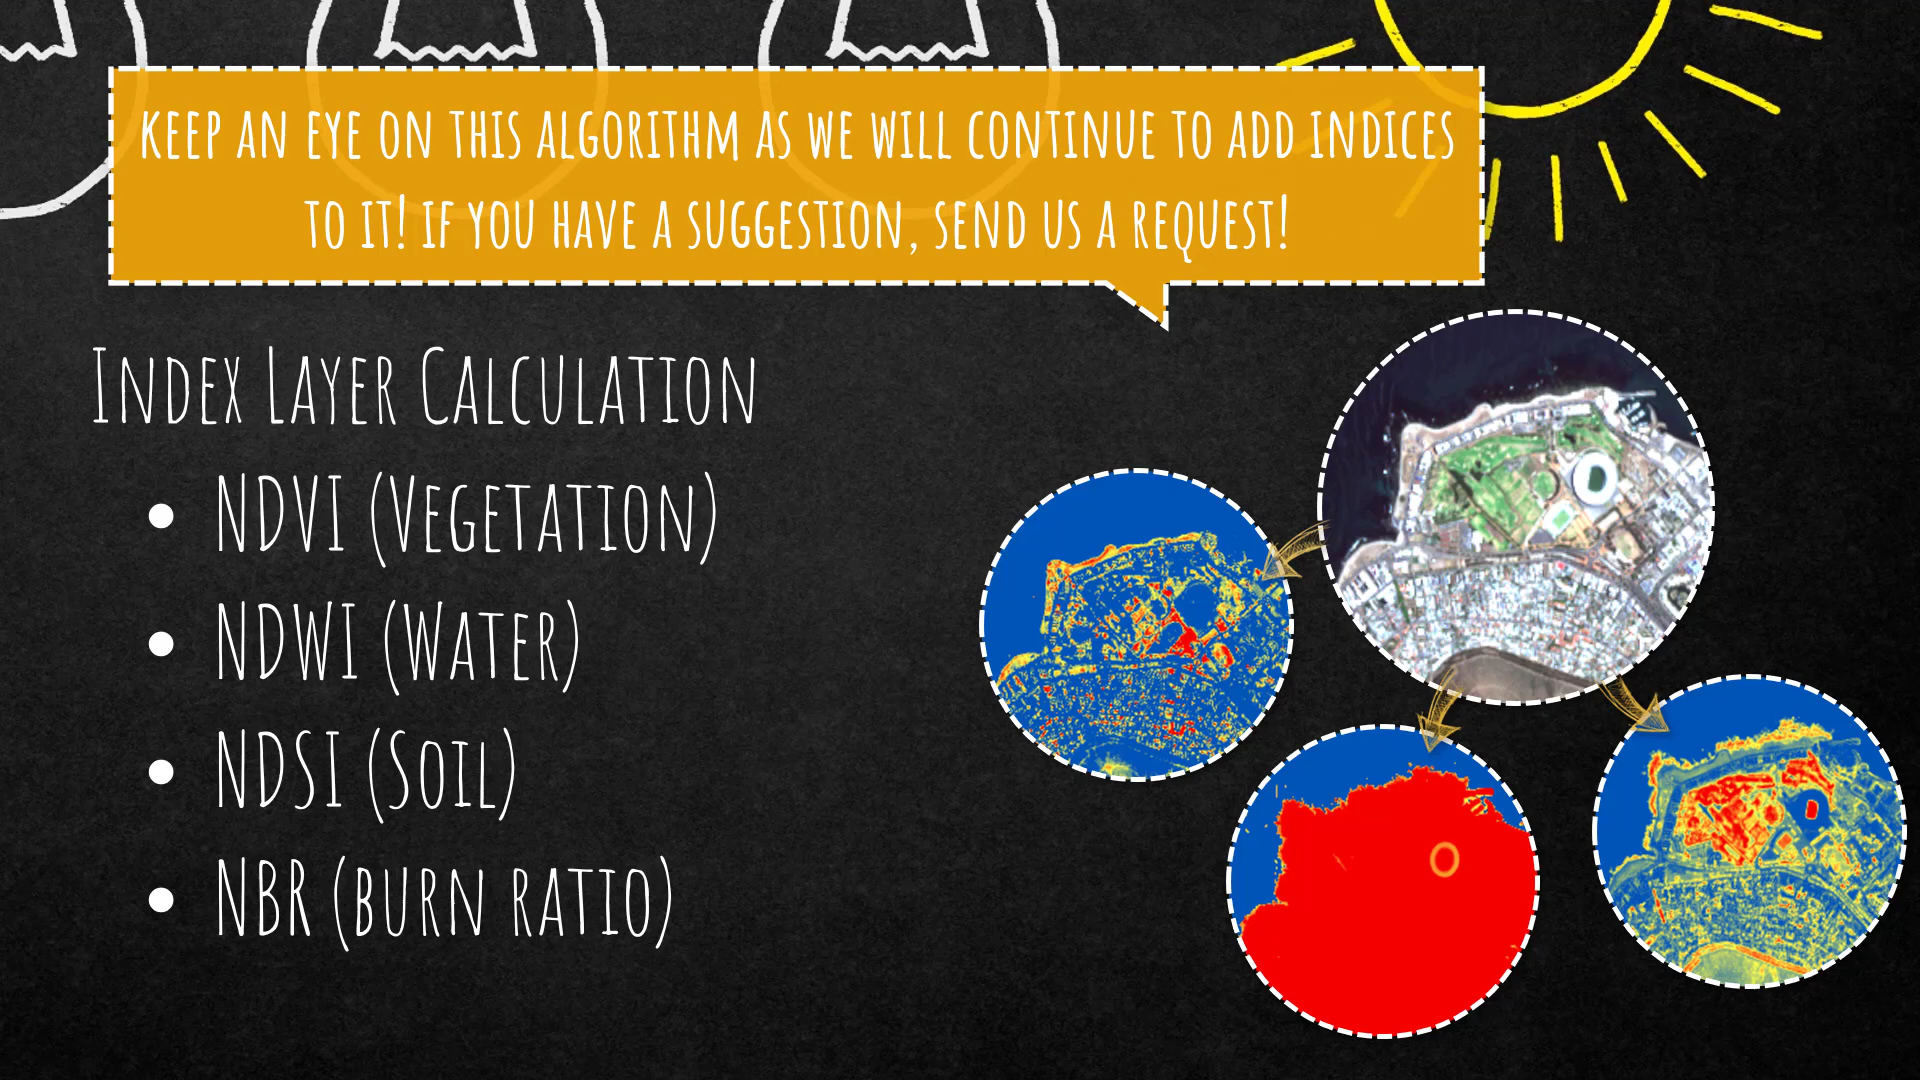 KEEP AN EYE ON THIS ALGORITHM AS WE WILL CONTINUE TO ADD INDICES
TO IT! IF YOU HAVE A SUGGESTION, SEND US A REQUEST!
INDEX LAYER CALCULATION
• NDVI (VEGETATION)
• NDWI (WATER)
• NDSI (SOIL)
• NBR (BURN RATIO)